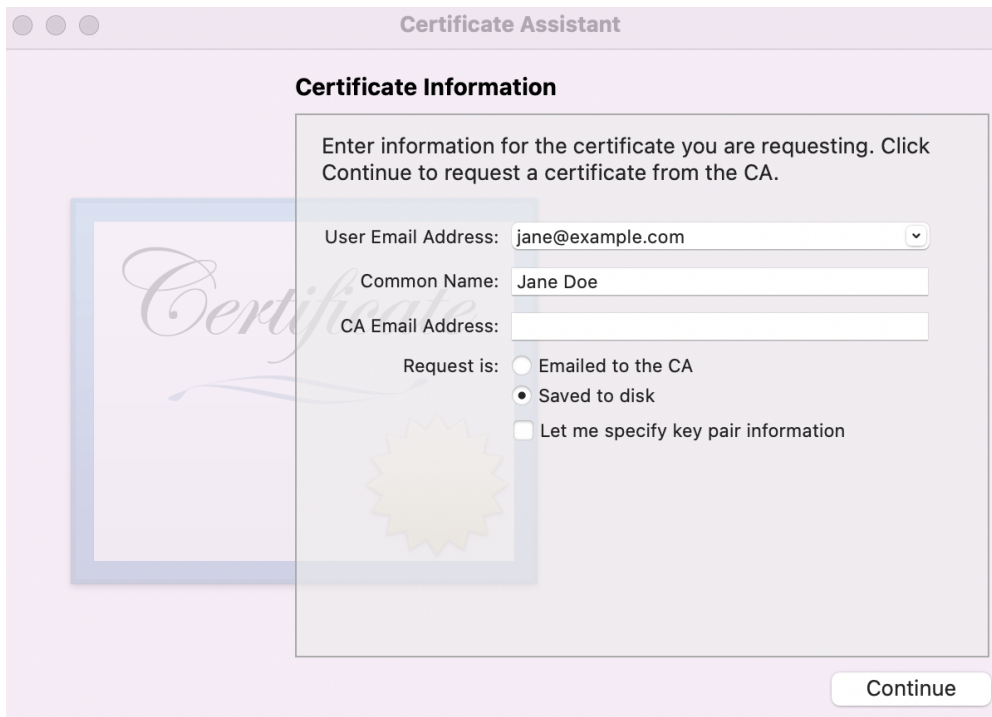 Certificate Assistant
Certificate Information
Enter information for the certificate you are requesting. Click
Continue to request a certificate from the CA.
Certificate
User Email Address: jane@example.com
Common Name: Jane Doe
CA Email Address:
Request is: Emailed to the CA
Saved to disk
Let me specify key pair information
Continue